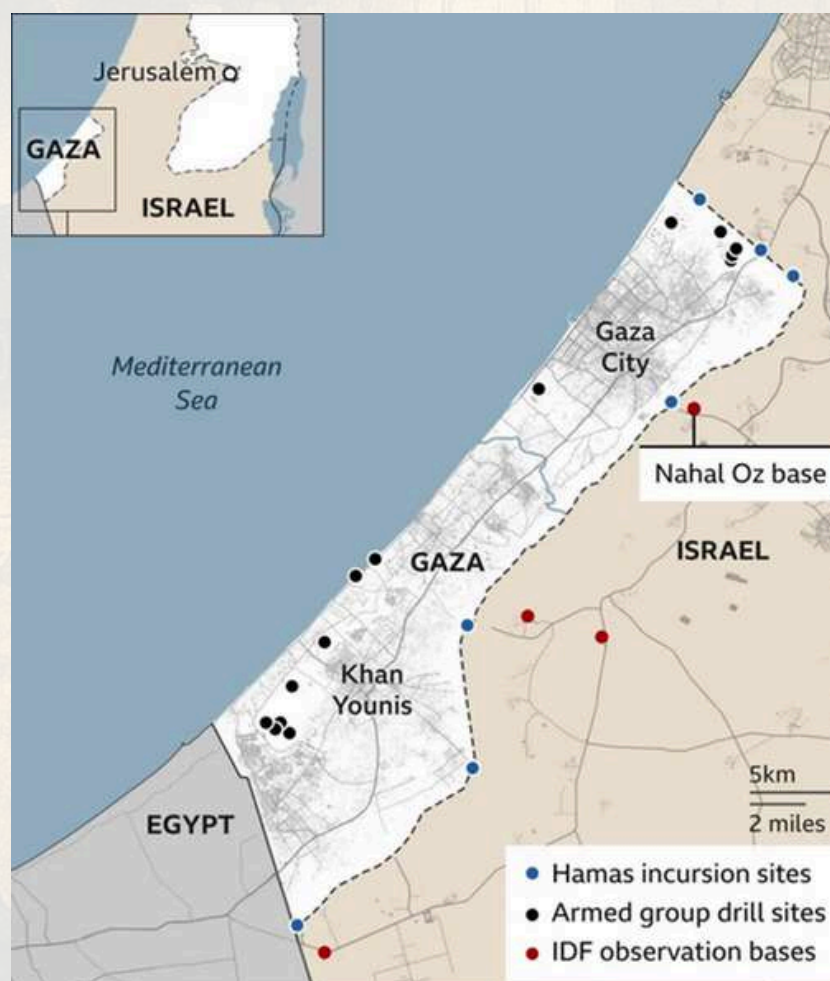 Jerusalem
GAZA
ISRAEL
Mediterranean
Sea
Gaza
City
Nahal Oz base
GAZA
ISRAEL
Khan
Younis
EGYPT
5km
2 miles
Hamas incursion sites
Armed group drill sites
IDF observation bases